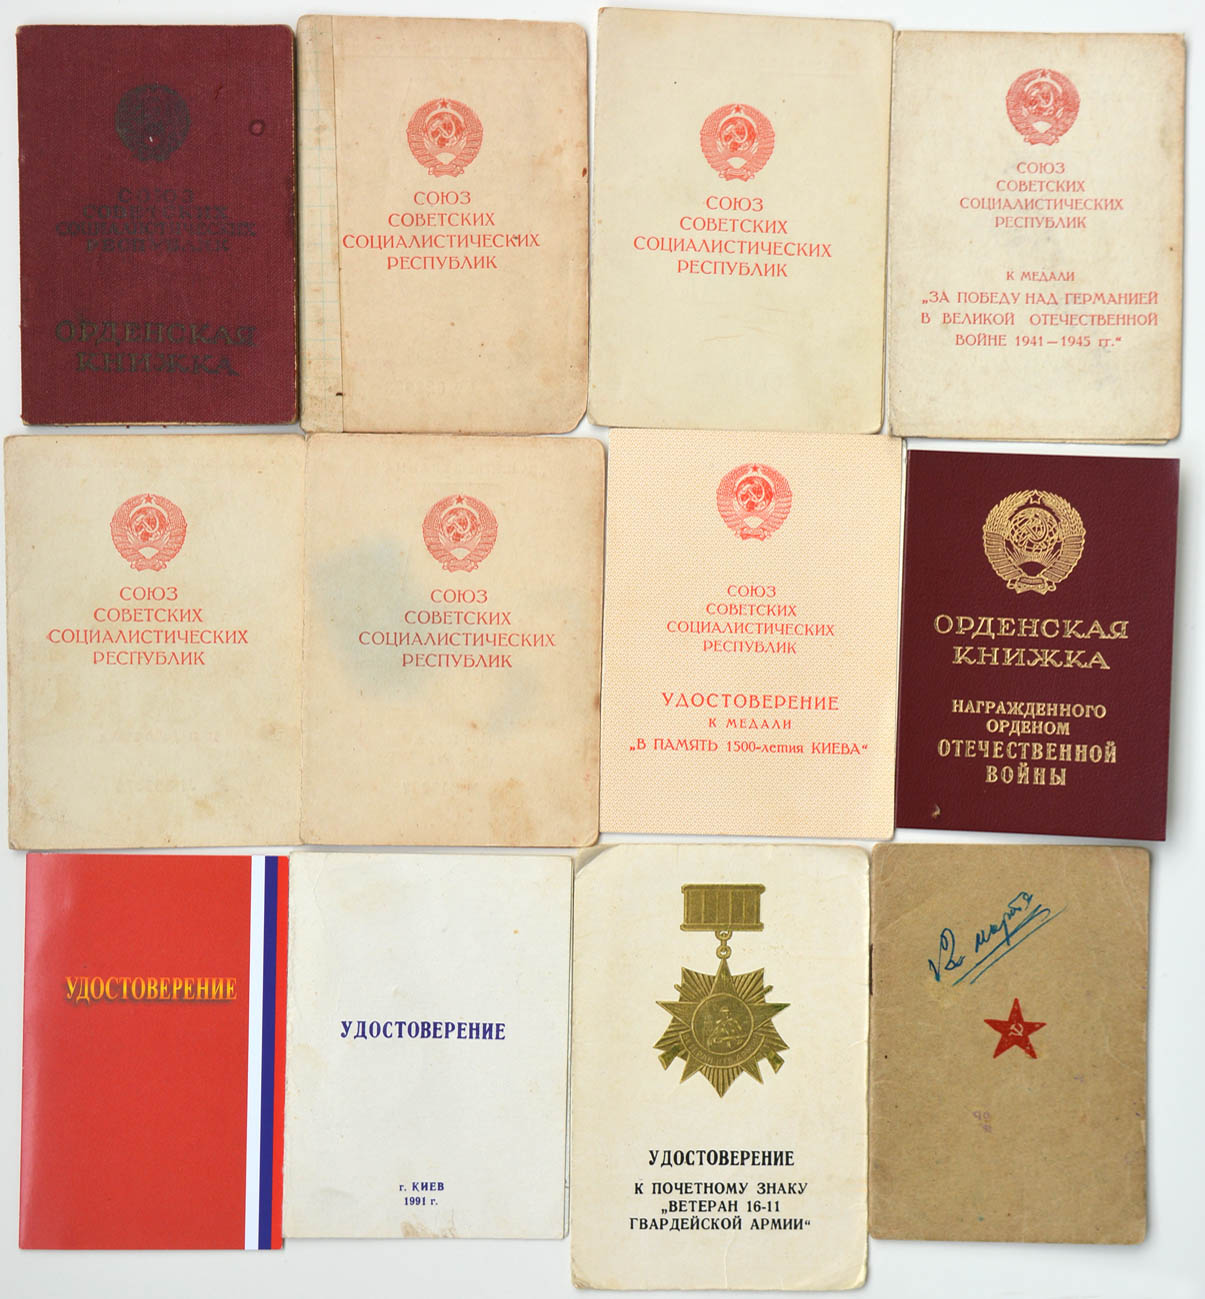 СОЮЗ
СОВЕТСКИХ
СОЦИАЛИСТИЧЕСКИХ
РЕСПУБЛИК
ОРДЕНСКАЯ
КНИЖКА
СОЮЗ
СОВЕТСКИХ
СОЦИАЛИСТИЧЕСКИХ
РЕСПУБЛИК
СОЮЗ
СОВЕТСКИХ
СОЦИАЛИСТИЧЕСКИХ
РЕСПУБЛИК
СОЮЗ
СОВЕТСКИХ
СОЦИАЛИСТИЧЕСКИХ
РЕСПУБЛИК
К МЕДАЛИ
„ЗА ПОБЕДУ НАД ГЕРМАНИЕЙ
В ВЕЛИКОЙ ОТЕЧЕСТВЕННОЙ
ВОЙНЕ 1941—1945 гг.“
СОЮЗ
СОВЕТСКИХ
СОЦИАЛИСТИЧЕСКИХ
РЕСПУБЛИК
СОЮЗ
СОВЕТСКИХ
СОЦИАЛИСТИЧЕСКИХ
РЕСПУБЛИК
СОЮЗ
СОВЕТСКИХ
СОЦИАЛИСТИЧЕСКИХ
РЕСПУБЛИК
УДОСТОВЕРЕНИЕ
К МЕДАЛИ
„В ПАМЯТЬ 1500-летия КИЕВА“
ОРДЕНСКАЯ
КНИЖКА
НАГРАЖДЕННОГО
ОРДЕНОМ
ОТЕЧЕСТВЕННОЙ
ВОЙНЫ
УДОСТОВЕРЕНИЕ
УДОСТОВЕРЕНИЕ
г. КИЕВ
1991 г.
УДОСТОВЕРЕНИЕ
К ПОЧЕТНОМУ ЗНАКУ
„ВЕТЕРАН 16-11
ГВАРДЕЙСКОЙ АРМИИ“
марта